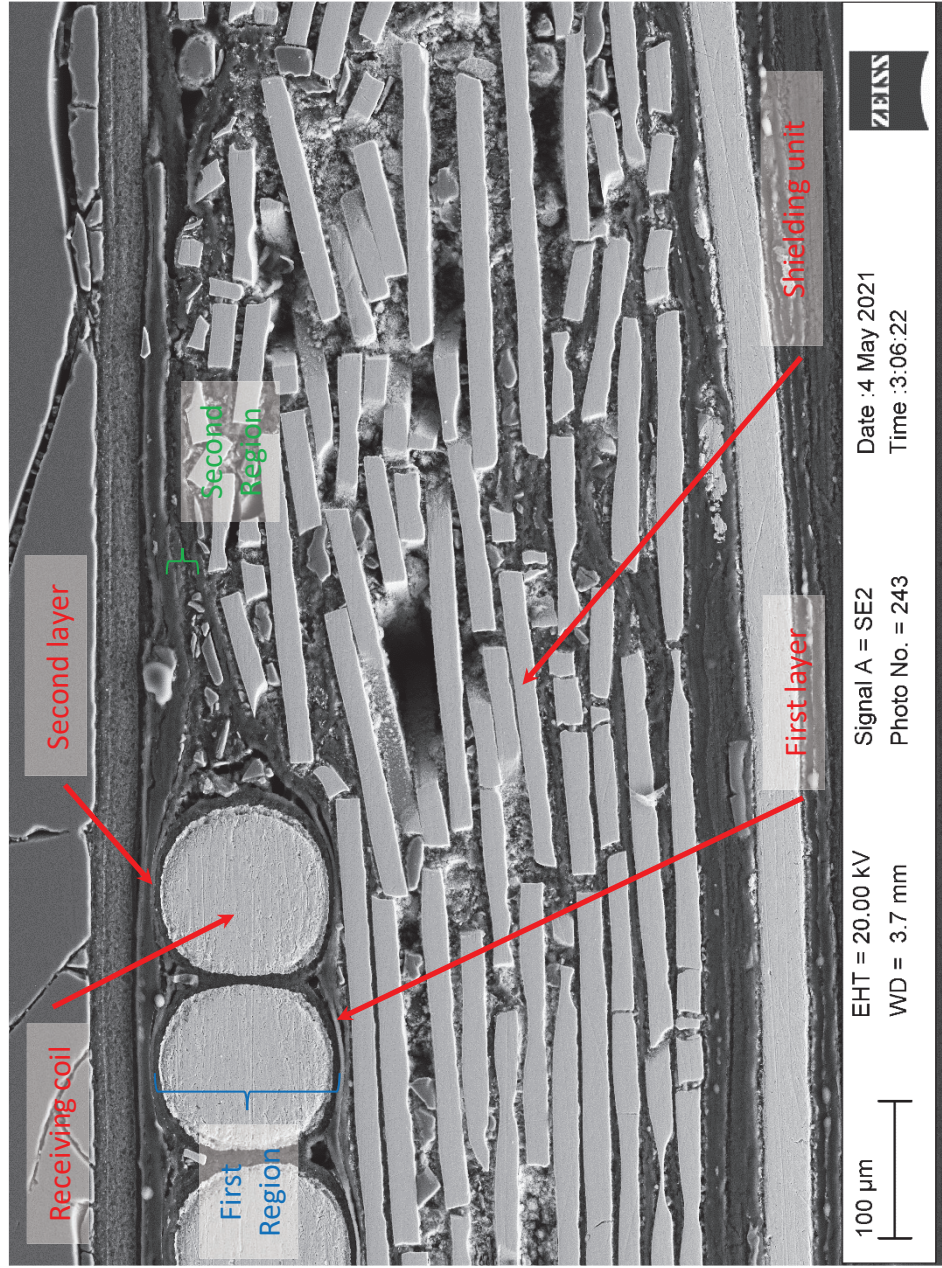 Receiving coil
Second layer
First
Region
Second
Region
First layer
Shielding unit
100 µm
EHT = 20.00 kV
WD = 3.7 mm
Signal A = SE2
Photo No. = 243
Date :4 May 2021
Time :3:06:22
ZEISS